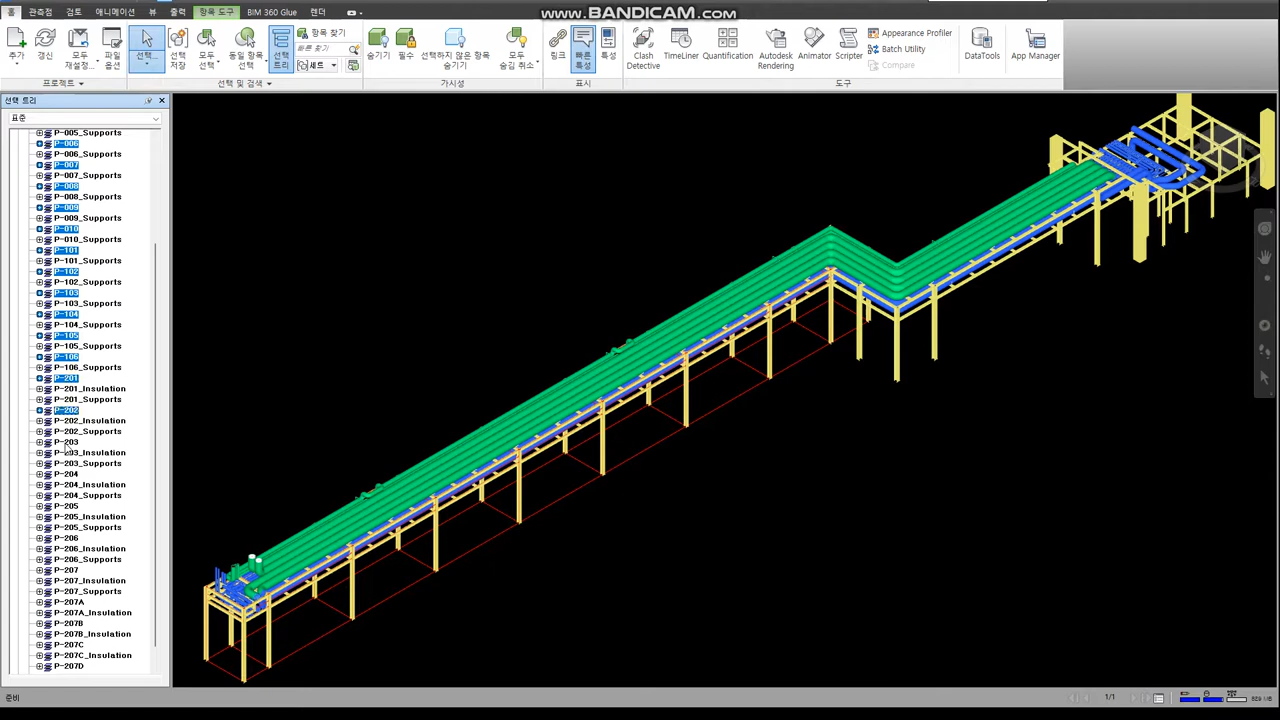 www.BANDICAM.com
홈 관측점 검토 애니메이션 뷰 출력 항목 도구 BIM 360 Glue 렌더
추가
갱신
모두 재설정...
파일 옵션
선택...
선택 저장
모두 선택
동일 항목 선택
선택 트리
항목 찾기
빠른 찾기
세트
숨기기
필수
선택하지 않은 항목 숨기기
모두 숨김 취소
링크
빠른 특성
특성
Clash Detective
TimeLiner
Quantification
Autodesk Rendering
Animator
Scripter
Appearance Profiler
Batch Utility
Compare
DataTools
App Manager
프로젝트 선택 및 검색 가시성 표시 도구
선택 트리
표준
P-005_Supports
P-006
P-006_Supports
P-007
P-007_Supports
P-008
P-008_Supports
P-009
P-009_Supports
P-010
P-010_Supports
P-101
P-101_Supports
P-102
P-102_Supports
P-103
P-103_Supports
P-104
P-104_Supports
P-105
P-105_Supports
P-106
P-106_Supports
P-201
P-201_Insulation
P-201_Supports
P-202
P-202_Insulation
P-202_Supports
P-203
P-203_Insulation
P-203_Supports
P-204
P-204_Insulation
P-204_Supports
P-205
P-205_Insulation
P-205_Supports
P-206
P-206_Insulation
P-206_Supports
P-207
P-207_Insulation
P-207_Supports
P-207A
P-207A_Insulation
P-207B
P-207B_Insulation
P-207C
P-207C_Insulation
P-207D
준비
1/1
829 MB